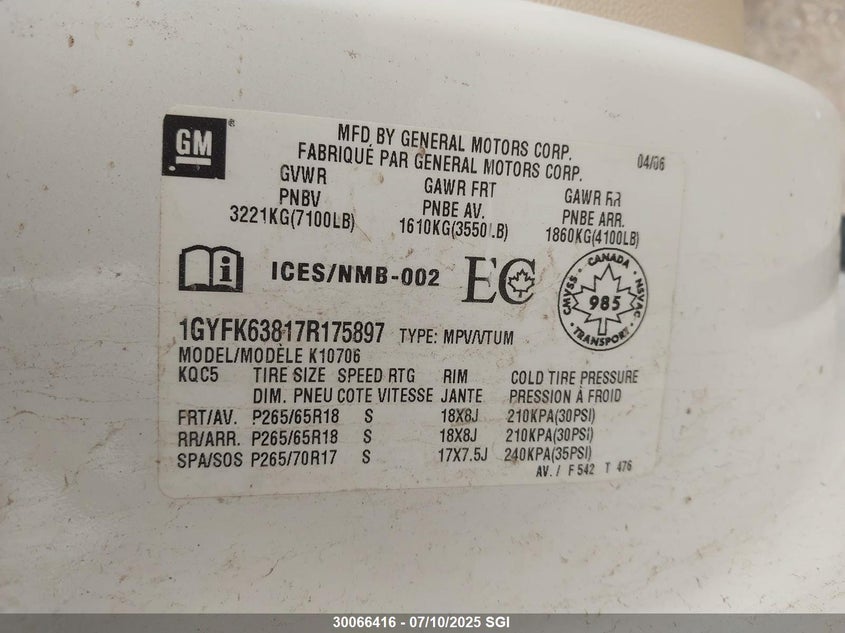 GM
MFD BY GENERAL MOTORS CORP.
FABRIQUÉ PAR GENERAL MOTORS CORP.
04/06
GVWR GAWR FRT GAWR RR
PNBV PNBE AV. PNBE ARR.
3221KG(7100LB) 1610KG(3550LB) 1860KG(4100LB)
i ICES/NMB-002 EC
CANADA
CMVSS 985 NSVAC
TRANSPORT
1GYFK63817R175897 TYPE: MPV/VTUM
MODEL/MODÈLE K10706
KQC5 TIRE SIZE SPEED RTG RIM COLD TIRE PRESSURE
DIM. PNEU COTE VITESSE JANTE PRESSION À FROID
FRT/AV. P265/65R18 S 18X8J 210KPA(30PSI)
RR/ARR. P265/65R18 S 18X8J 210KPA(30PSI)
SPA/SOS P265/70R17 S 17X7.5J 240KPA(35PSI)
AV. / F 542 T 476
30066416 - 07/10/2025 SGI